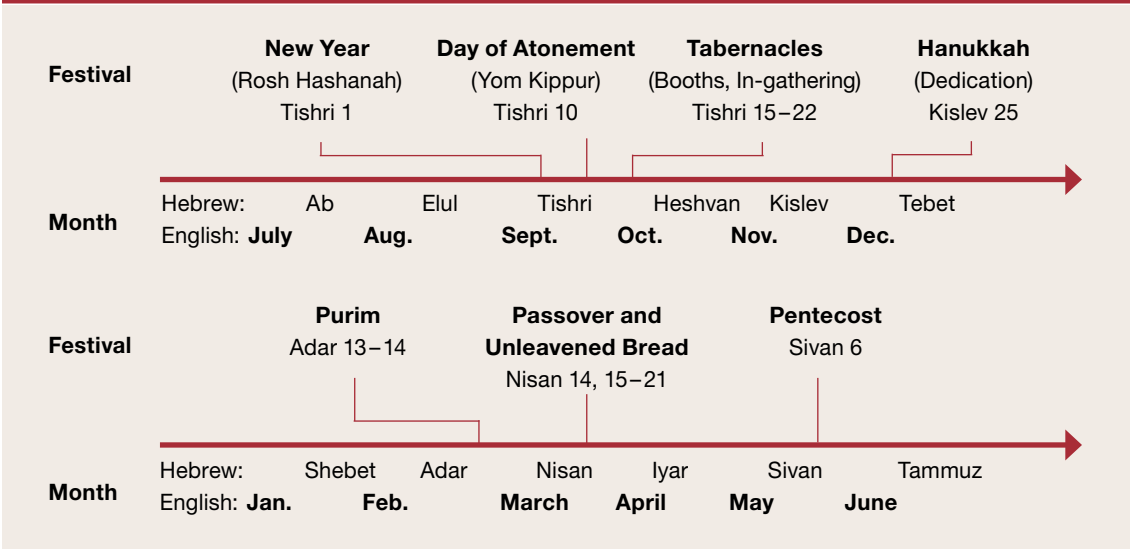 New Year Day of Atonement Tabernacles Hanukkah
Festival (Rosh Hashanah) (Yom Kippur) (Booths, In-gathering) (Dedication)
Tishri 1 Tishri 10 Tishri 15–22 Kislev 25
Hebrew: Ab Elul Tishri Heshvan Kislev Tebet
Month
English: July Aug. Sept. Oct. Nov. Dec.
Purim Passover and Pentecost
Festival Adar 13–14 Unleavened Bread Sivan 6
Nisan 14, 15–21
Hebrew: Shebet Adar Nisan Iyar Sivan Tammuz
Month
English: Jan. Feb. March April May June